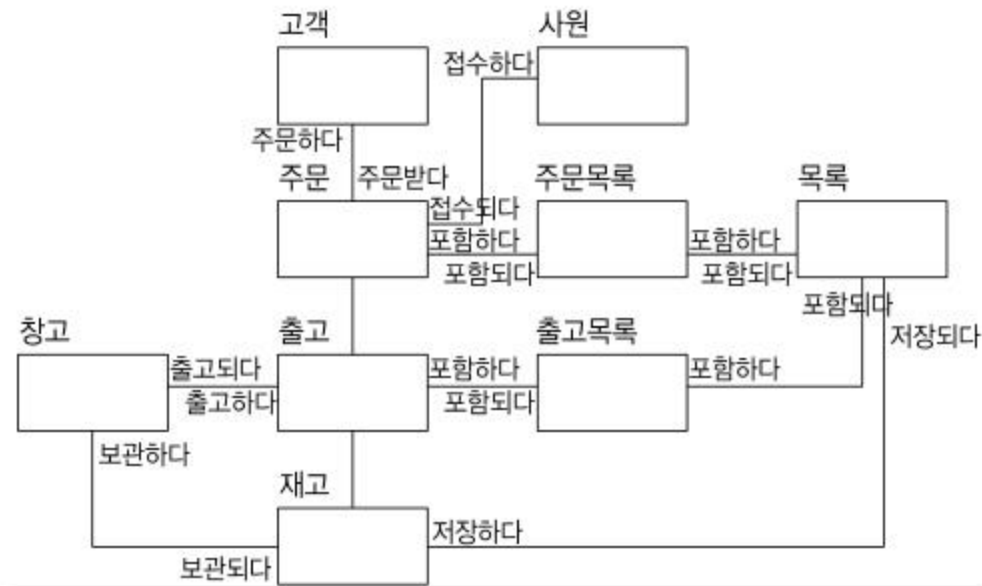 고객
사원
접수하다
주문하다
주문
주문받다
주문목록
목록
접수되다
포함하다
포함하다
포함되다
포함되다
포함되다
창고
출고
출고목록
저장되다
출고되다
포함하다
포함하다
출고하다
포함되다
보관하다
재고
저장하다
보관되다